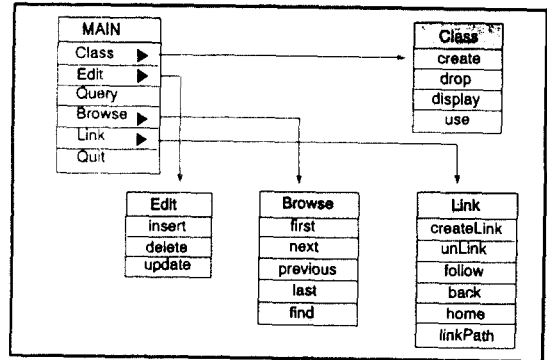 MAIN
Class
Edit
Query
Browse
Link
Quit
Class
create
drop
display
use
Edit
insert
delete
update
Browse
first
next
previous
last
find
Link
createLink
unLink
follow
back
home
linkPath